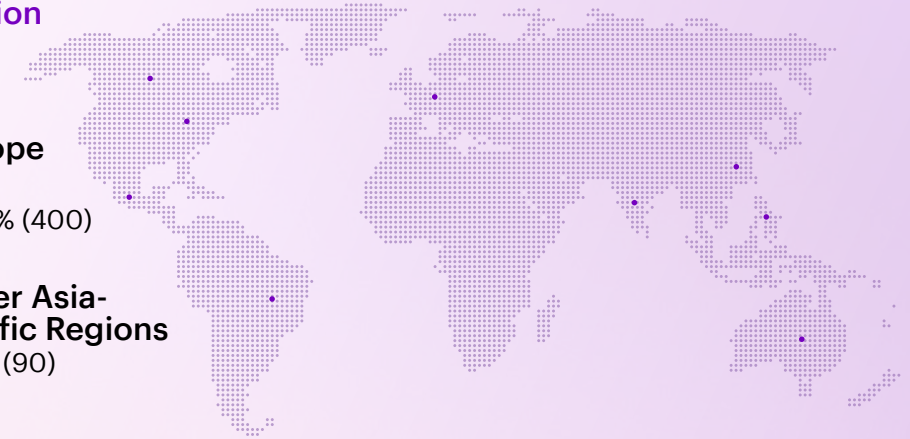 ion
ope
% (400)
er Asia-
fic Regions
(90)